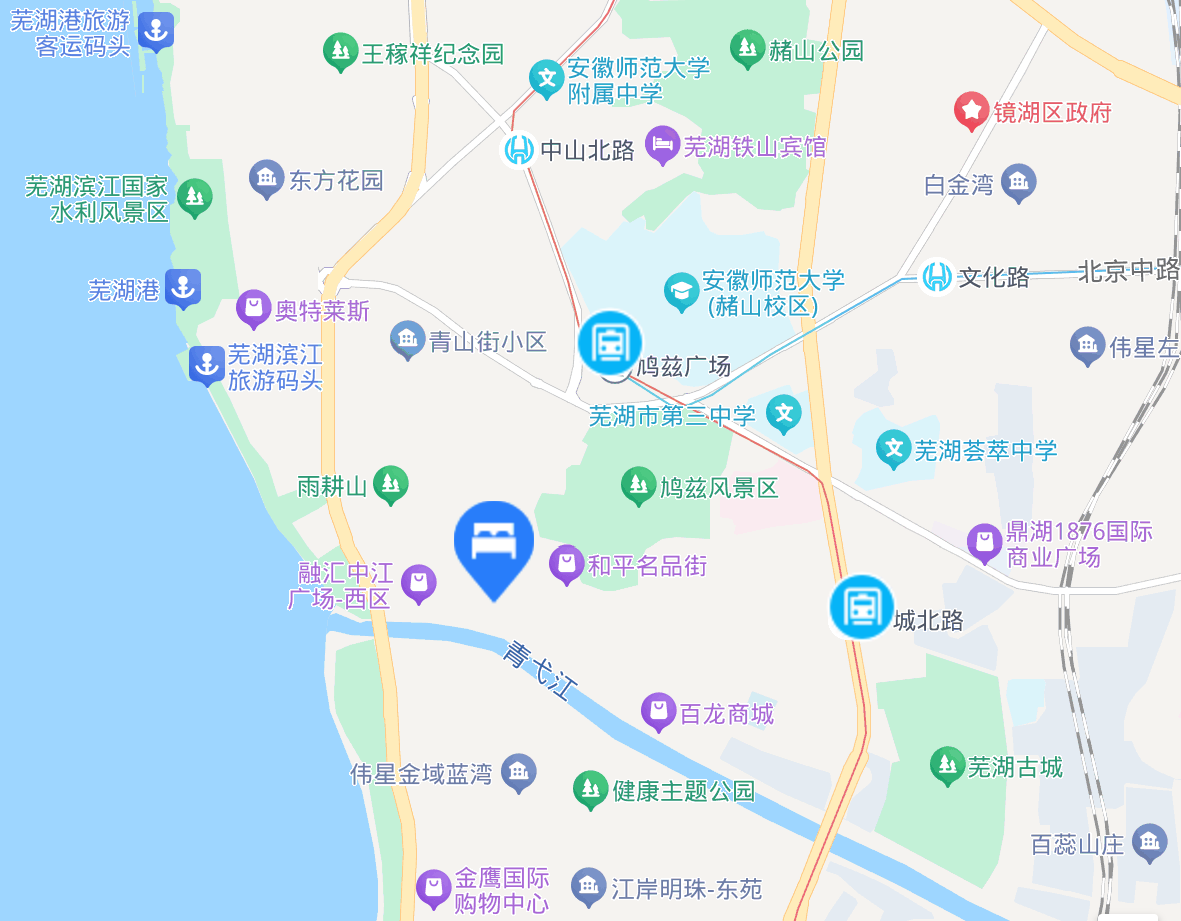 芜湖港旅游
客运码头
王稼祥纪念园
安徽师范大学
附属中学
赭山公园
镜湖区政府
中山北路
芜湖铁山宾馆
芜湖滨江国家
水利风景区
东方花园
白金湾
安徽师范大学
(赭山校区)
文化路
北京中路
芜湖港
奥特莱斯
青山街小区
芜湖滨江
旅游码头
鸠兹广场
伟星左
芜湖市第三中学
芜湖荟萃中学
雨耕山
鸠兹风景区
鼎湖1876国际
商业广场
融汇中江
广场-西区
和平名品街
城北路
青弋江
百龙商城
伟星金域蓝湾
健康主题公园
芜湖古城
百蕊山庄
金鹰国际
购物中心
江岸明珠-东苑